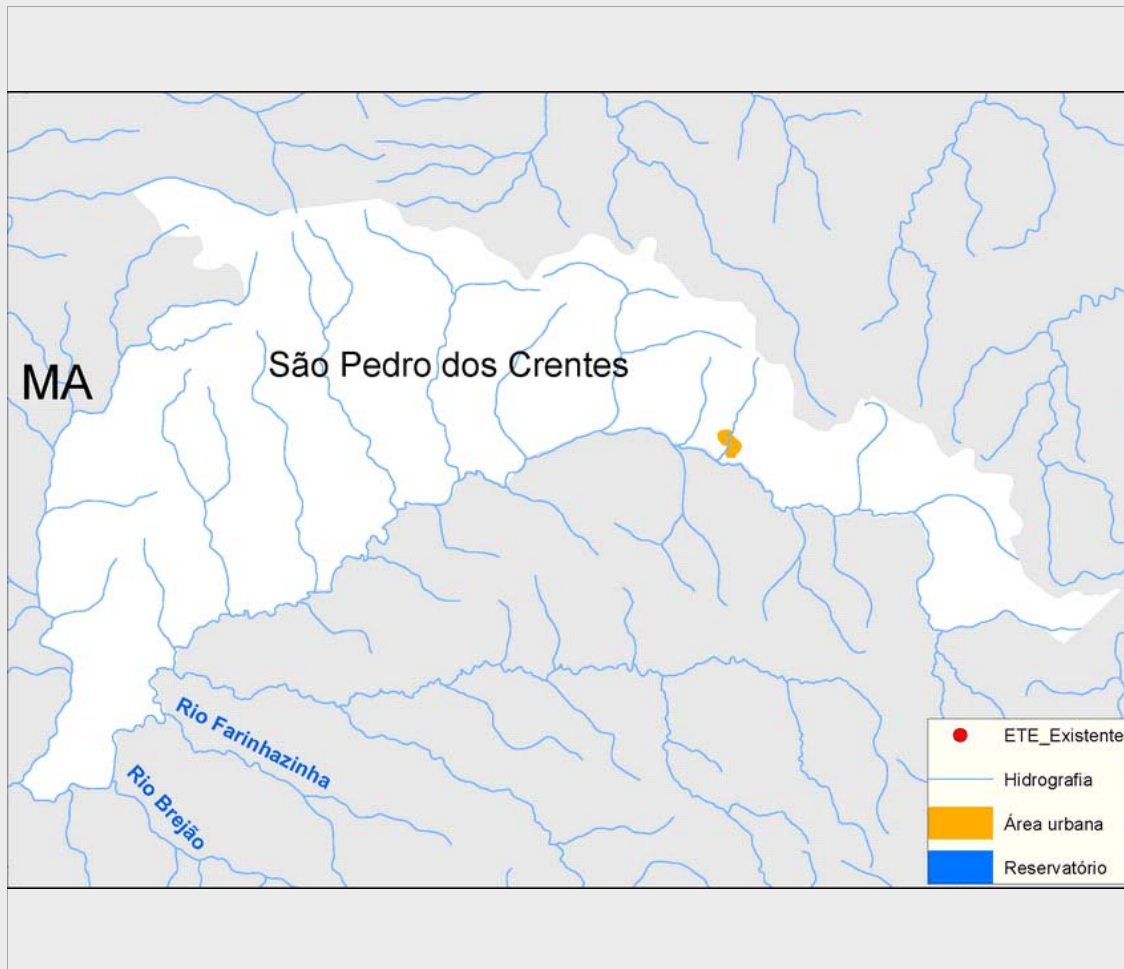 São Pedro dos Crentes
MA
Rio Farinhazinha
Rio Brejão
ETE_Existente
Hidrografia
Área urbana
Reservatório